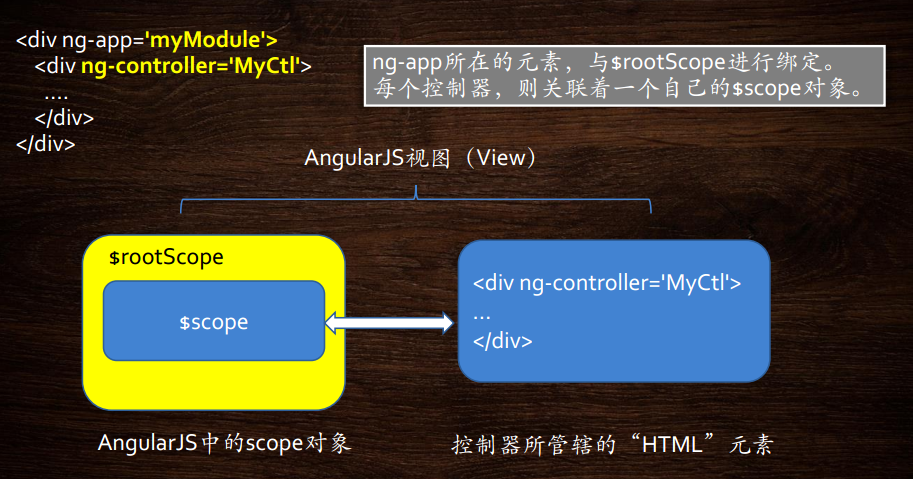 <div ng-app='myModule'>
<div ng-controller='MyCtl'>
....
</div>
</div>
ng-app所在的元素，与$rootScope进行绑定。
每个控制器，则关联着一个自己的$scope对象。
AngularJS视图（View）
$rootScope
$scope
<div ng-controller='MyCtl'>
...
</div>
AngularJS中的scope对象
控制器所管辖的“HTML”元素